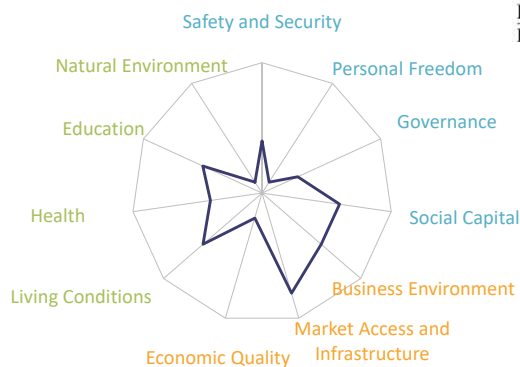 Safety and Security
Natural Environment
Personal Freedom
Education
Governance
Health
Social Capital
Living Conditions
Business Environment
Market Access and
Infrastructure
Economic Quality